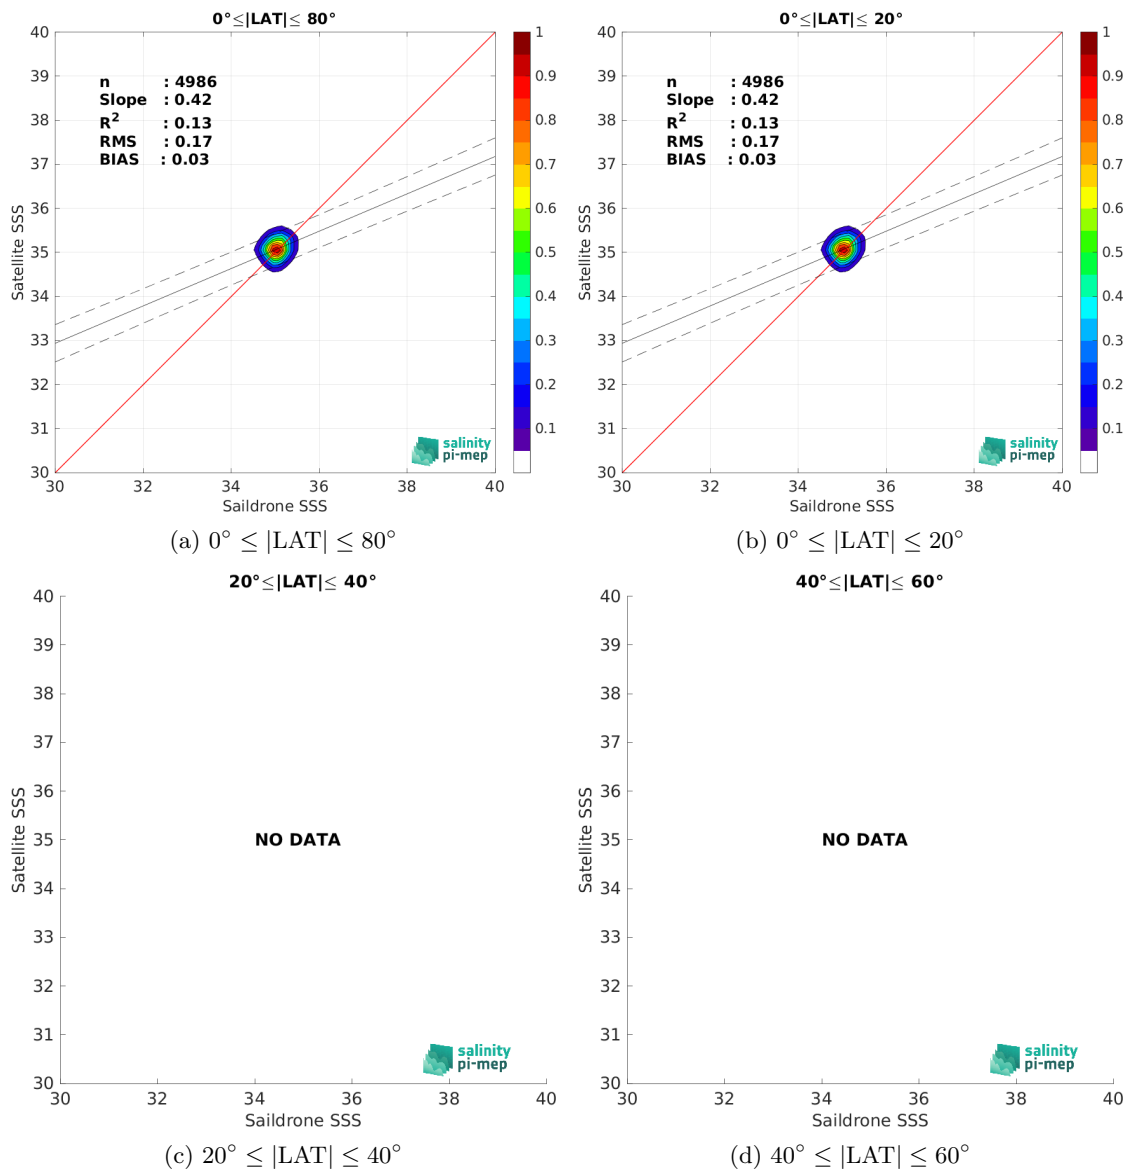 0°≤|LAT|≤ 80°
40
39
38
37
36
35
34
33
32
31
30
Satellite SSS
n : 4986
Slope : 0.42
R² : 0.13
RMS : 0.17
BIAS : 0.03
salinity
pi-mep
30 32 34 36 38 40
Saildrone SSS
1
0.9
0.8
0.7
0.6
0.5
0.4
0.3
0.2
0.1
(a) 0° ≤ |LAT| ≤ 80°
0°≤|LAT|≤ 20°
40
39
38
37
36
35
34
33
32
31
30
Satellite SSS
n : 4986
Slope : 0.42
R² : 0.13
RMS : 0.17
BIAS : 0.03
salinity
pi-mep
30 32 34 36 38 40
Saildrone SSS
1
0.9
0.8
0.7
0.6
0.5
0.4
0.3
0.2
0.1
(b) 0° ≤ |LAT| ≤ 20°
20°≤|LAT|≤ 40°
40
39
38
37
36
35
34
33
32
31
30
Satellite SSS
NO DATA
salinity
pi-mep
30 32 34 36 38 40
Saildrone SSS
(c) 20° ≤ |LAT| ≤ 40°
40°≤|LAT|≤ 60°
40
39
38
37
36
35
34
33
32
31
30
Satellite SSS
NO DATA
salinity
pi-mep
30 32 34 36 38 40
Saildrone SSS
(d) 40° ≤ |LAT| ≤ 60°